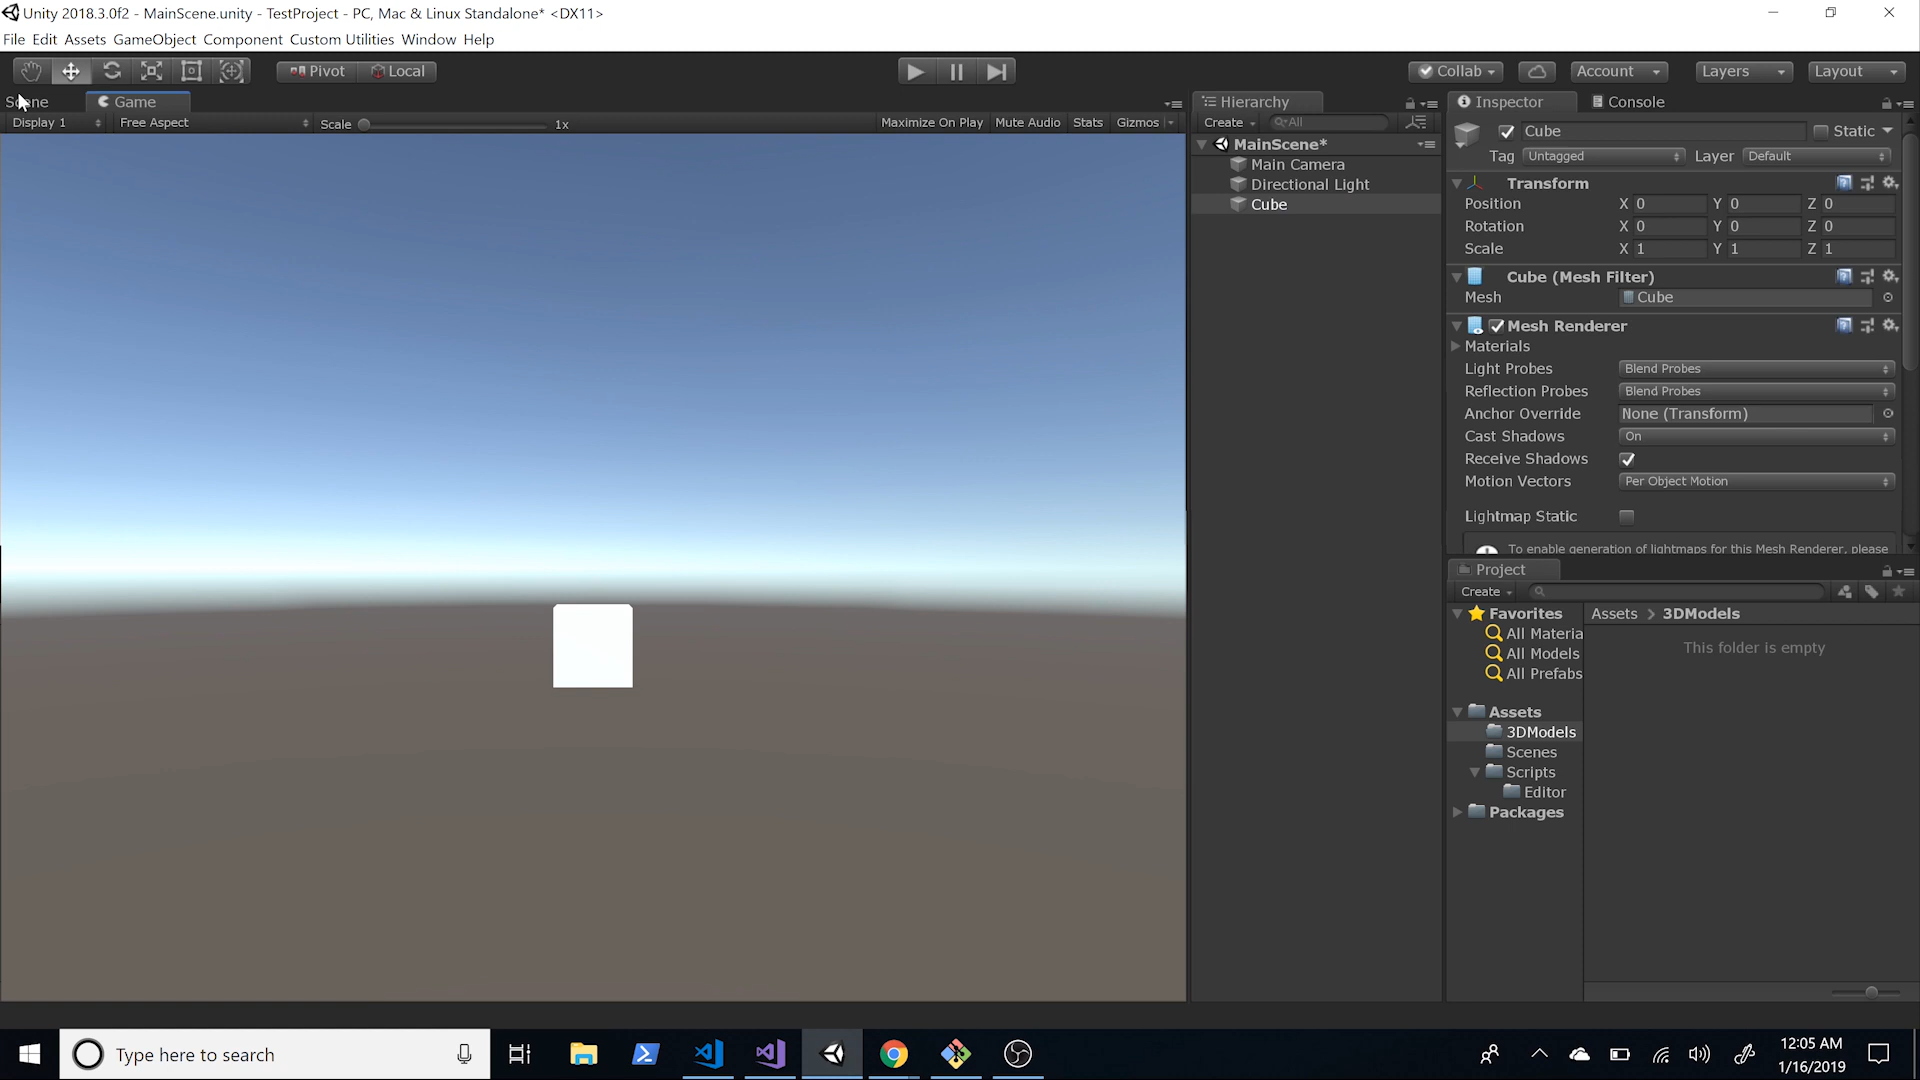 Unity 2018.3.0f2 - MainScene.unity - TestProject - PC, Mac & Linux Standalone* <DX11>
File Edit Assets GameObject Component Custom Utilities Window Help
Pivot Local Collab Account Layers Layout
Scene Game
Display 1 Free Aspect Scale 1x Maximize On Play Mute Audio Stats Gizmos
Hierarchy
Create All
MainScene*
Main Camera
Directional Light
Cube
Inspector Console
Cube Static
Tag Untagged Layer Default
Transform
Position X 0 Y 0 Z 0
Rotation X 0 Y 0 Z 0
Scale X 1 Y 1 Z 1
Cube (Mesh Filter)
Mesh Cube
Mesh Renderer
Materials
Light Probes Blend Probes
Reflection Probes Blend Probes
Anchor Override None (Transform)
Cast Shadows On
Receive Shadows
Motion Vectors Per Object Motion
Lightmap Static
To enable generation of lightmaps for this Mesh Renderer, please
Project
Create
Favorites
All Materia
All Models
All Prefabs
Assets
3DModels
Scenes
Scripts
Editor
Packages
Assets > 3DModels
This folder is empty
Type here to search
12:05 AM
1/16/2019